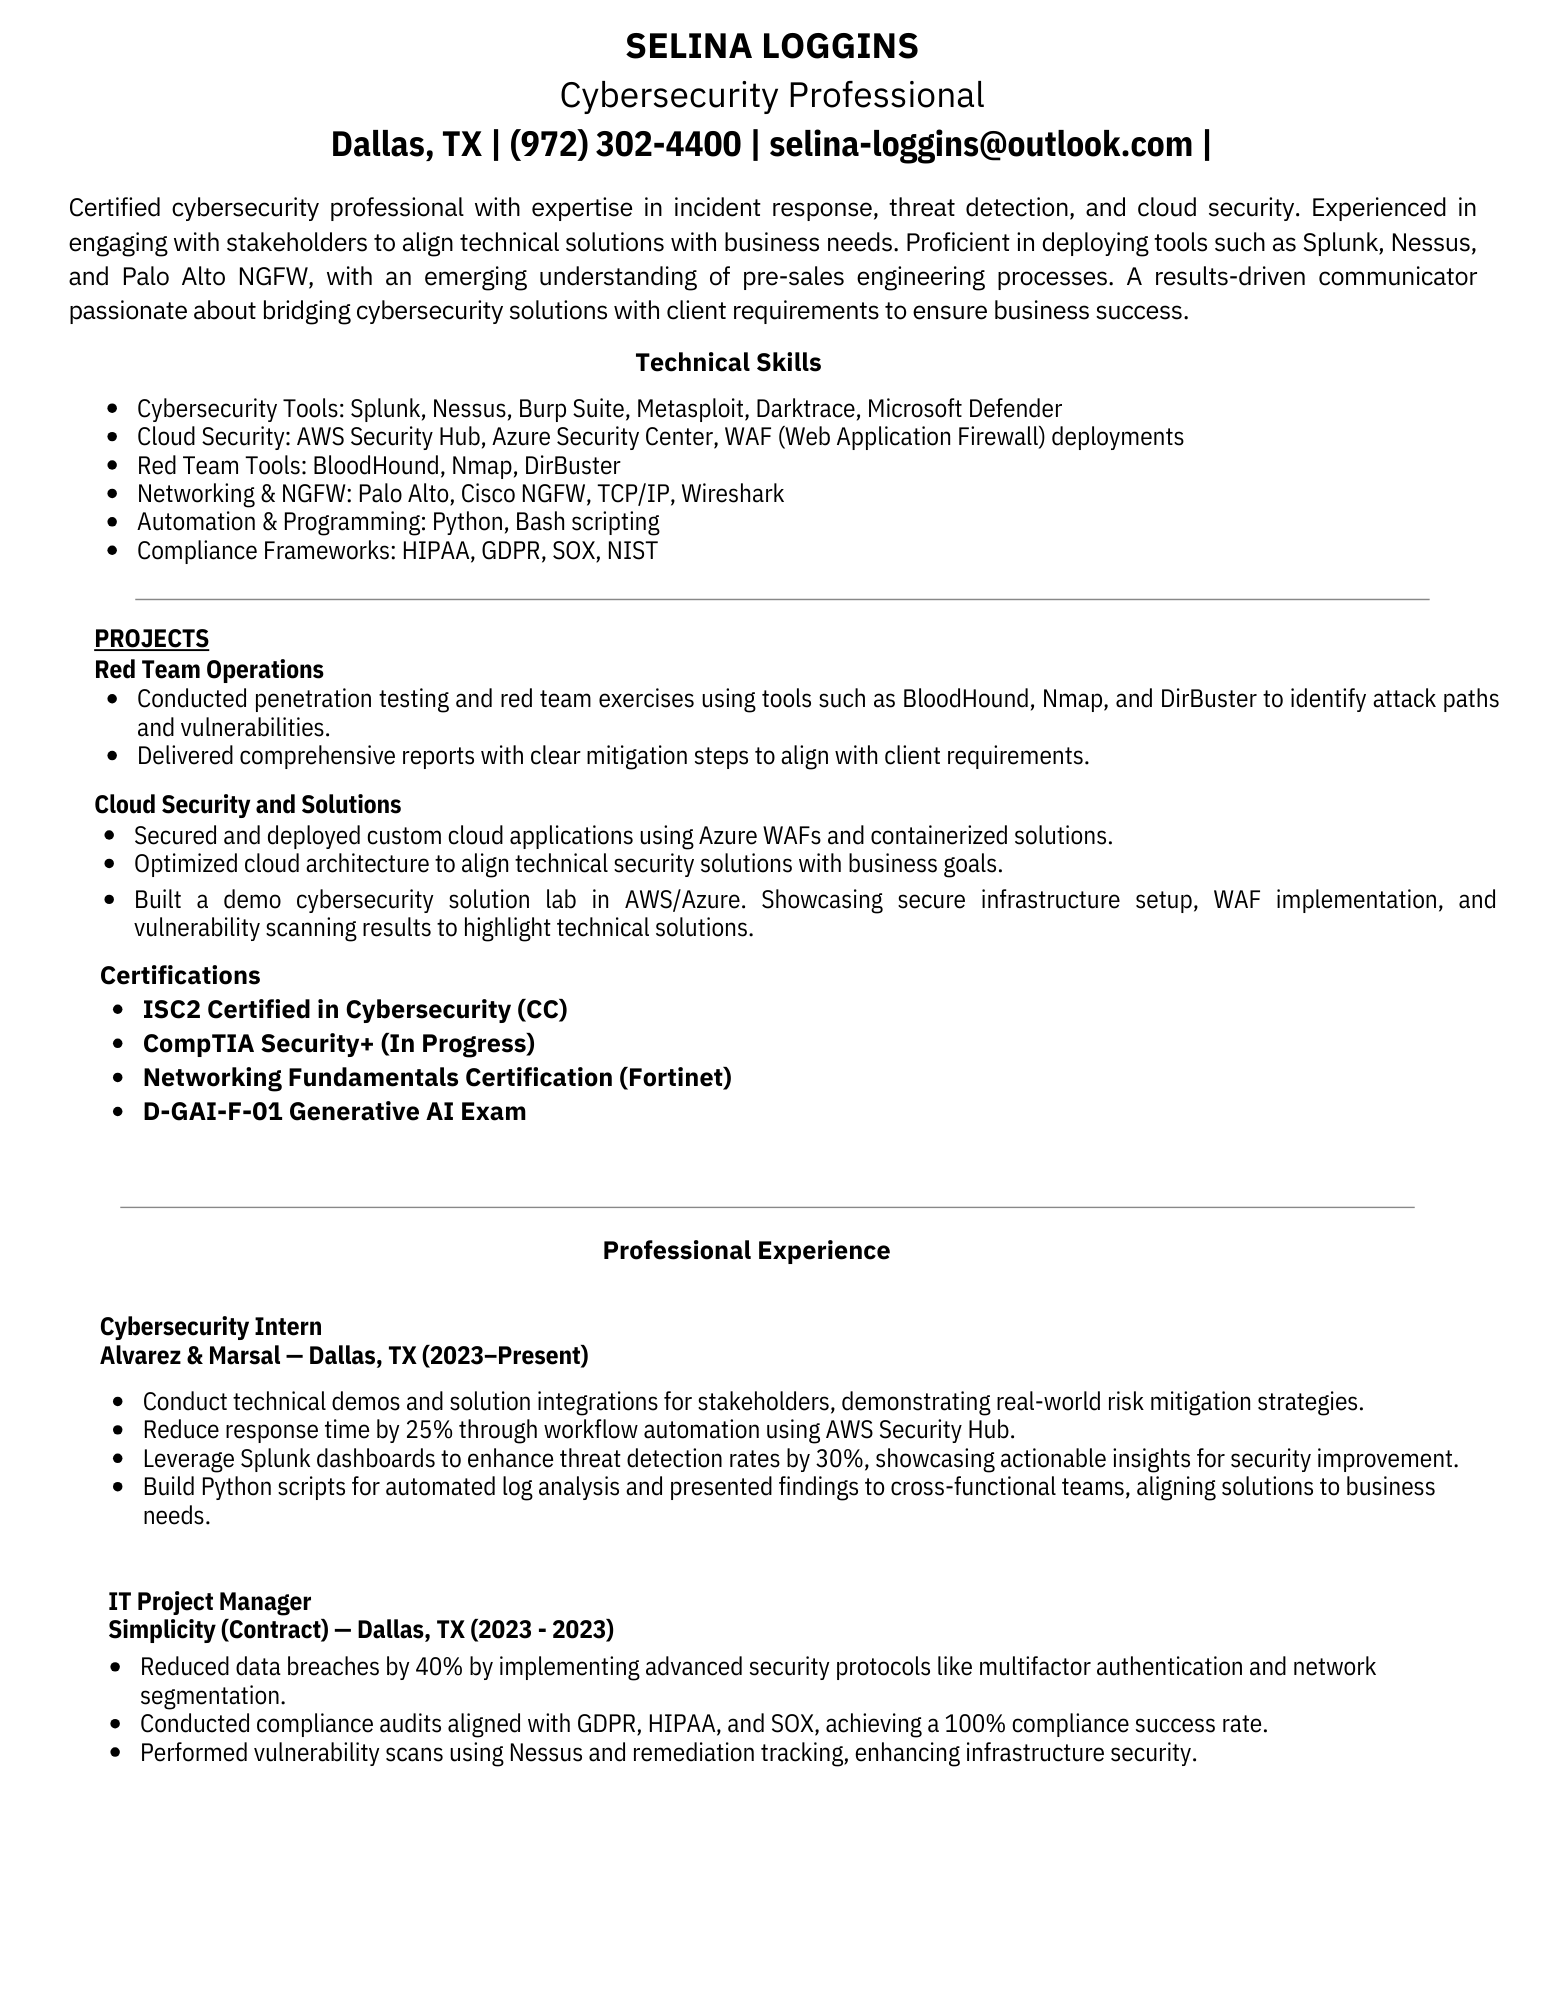 SELINA LOGGINS
Cybersecurity Professional
Dallas, TX | (972) 302-4400 | selina-loggins@outlook.com |
Certified cybersecurity professional with expertise in incident response, threat detection, and cloud security. Experienced in
engaging with stakeholders to align technical solutions with business needs. Proficient in deploying tools such as Splunk, Nessus,
and Palo Alto NGFW, with an emerging understanding of pre-sales engineering processes. A results-driven communicator
passionate about bridging cybersecurity solutions with client requirements to ensure business success.
Technical Skills
• Cybersecurity Tools: Splunk, Nessus, Burp Suite, Metasploit, Darktrace, Microsoft Defender
• Cloud Security: AWS Security Hub, Azure Security Center, WAF (Web Application Firewall) deployments
• Red Team Tools: BloodHound, Nmap, DirBuster
• Networking & NGFW: Palo Alto, Cisco NGFW, TCP/IP, Wireshark
• Automation & Programming: Python, Bash scripting
• Compliance Frameworks: HIPAA, GDPR, SOX, NIST
PROJECTS
Red Team Operations
• Conducted penetration testing and red team exercises using tools such as BloodHound, Nmap, and DirBuster to identify attack paths
and vulnerabilities.
• Delivered comprehensive reports with clear mitigation steps to align with client requirements.
Cloud Security and Solutions
• Secured and deployed custom cloud applications using Azure WAFs and containerized solutions.
• Optimized cloud architecture to align technical security solutions with business goals.
• Built a demo cybersecurity solution lab in AWS/Azure. Showcasing secure infrastructure setup, WAF implementation, and
vulnerability scanning results to highlight technical solutions.
Certifications
• ISC2 Certified in Cybersecurity (CC)
• CompTIA Security+ (In Progress)
• Networking Fundamentals Certification (Fortinet)
• D-GAI-F-01 Generative AI Exam
Professional Experience
Cybersecurity Intern
Alvarez & Marsal — Dallas, TX (2023–Present)
• Conduct technical demos and solution integrations for stakeholders, demonstrating real-world risk mitigation strategies.
• Reduce response time by 25% through workflow automation using AWS Security Hub.
• Leverage Splunk dashboards to enhance threat detection rates by 30%, showcasing actionable insights for security improvement.
• Build Python scripts for automated log analysis and presented findings to cross-functional teams, aligning solutions to business
needs.
IT Project Manager
Simplicity (Contract) — Dallas, TX (2023 - 2023)
• Reduced data breaches by 40% by implementing advanced security protocols like multifactor authentication and network
segmentation.
• Conducted compliance audits aligned with GDPR, HIPAA, and SOX, achieving a 100% compliance success rate.
• Performed vulnerability scans using Nessus and remediation tracking, enhancing infrastructure security.